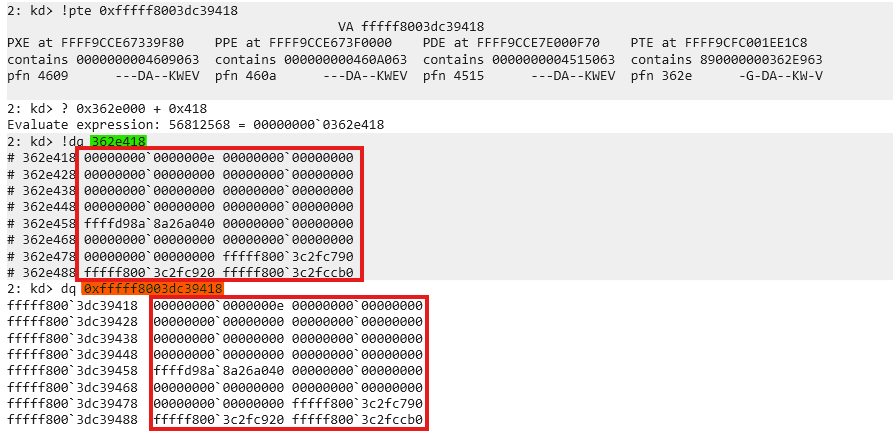 2: kd> !pte 0xfffff8003dc39418
VA fffff8003dc39418
PXE at FFFF9CCE67339F80 PPE at FFFF9CCE673F0000 PDE at FFFF9CCE7E000F70 PTE at FFFF9CFC001EE1C8
contains 0000000004609063 contains 000000000460A063 contains 0000000004515063 contains 890000000362E963
pfn 4609 ---DA--KWEV pfn 460a ---DA--KWEV pfn 4515 ---DA--KWEV pfn 362e -G-DA--KW-V
2: kd> ? 0x362e000 + 0x418
Evaluate expression: 56812568 = 00000000`0362e418
2: kd> !dq 362e418
# 362e418 00000000`0000000e 00000000`00000000
# 362e428 00000000`00000000 00000000`00000000
# 362e438 00000000`00000000 00000000`00000000
# 362e448 00000000`00000000 00000000`00000000
# 362e458 ffffd98a`8a26a040 00000000`00000000
# 362e468 00000000`00000000 00000000`00000000
# 362e478 00000000`00000000 fffff800`3c2fc790
# 362e488 fffff800`3c2fc920 fffff800`3c2fccb0
2: kd> dq 0xfffff8003dc39418
fffff800`3dc39418 00000000`0000000e 00000000`00000000
fffff800`3dc39428 00000000`00000000 00000000`00000000
fffff800`3dc39438 00000000`00000000 00000000`00000000
fffff800`3dc39448 00000000`00000000 00000000`00000000
fffff800`3dc39458 ffffd98a`8a26a040 00000000`00000000
fffff800`3dc39468 00000000`00000000 00000000`00000000
fffff800`3dc39478 00000000`00000000 fffff800`3c2fc790
fffff800`3dc39488 fffff800`3c2fc920 fffff800`3c2fccb0